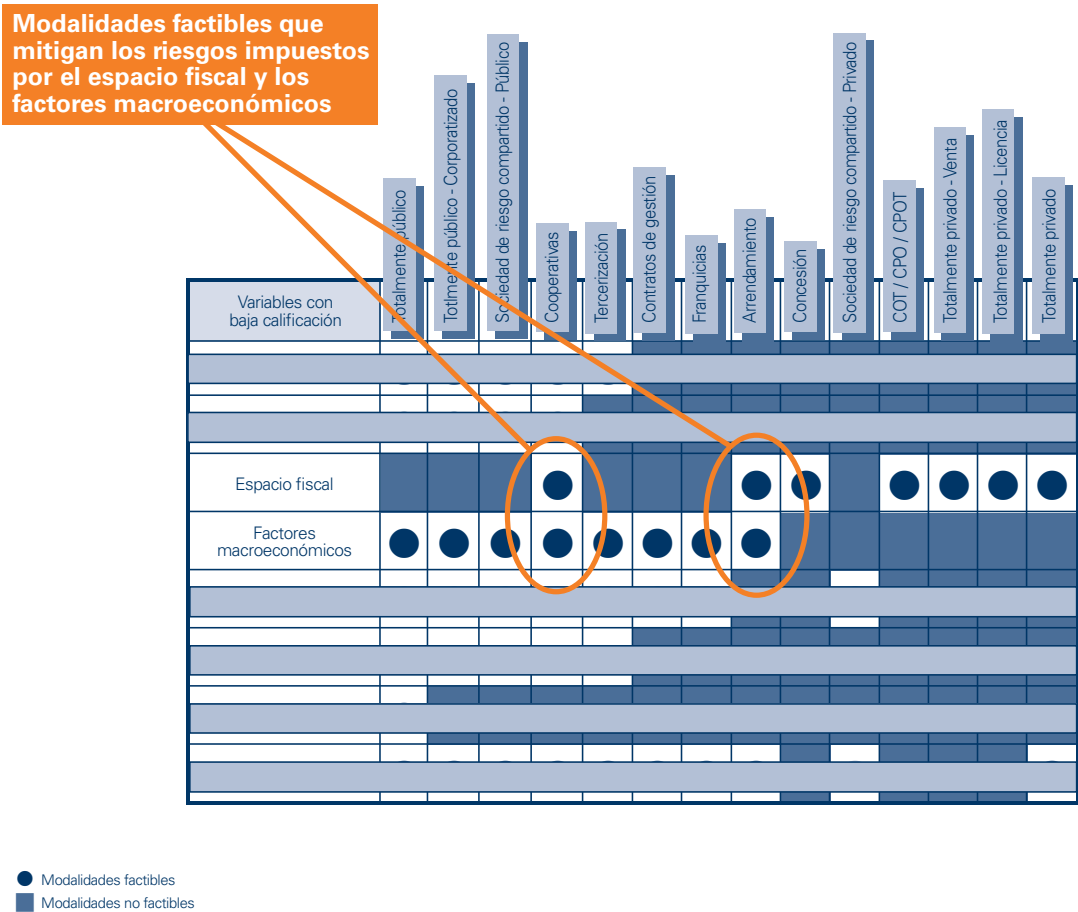 Modalidades factibles que
mitigan los riesgos impuestos
por el espacio fiscal y los
factores macroeconómicos
Totalmente público
Totlmente público - Corporatizado
Sociedad de riesgo compartido - Público
Cooperativas
Tercerización
Contratos de gestión
Franquicias
Arrendamiento
Concesión
Sociedad de riesgo compartido - Privado
COT / CPO / CPOT
Totalmente privado - Venta
Totalmente privado - Licencia
Totalmente privado
Variables con
baja calificación
Espacio fiscal
Factores
macroeconómicos
Modalidades factibles
Modalidades no factibles